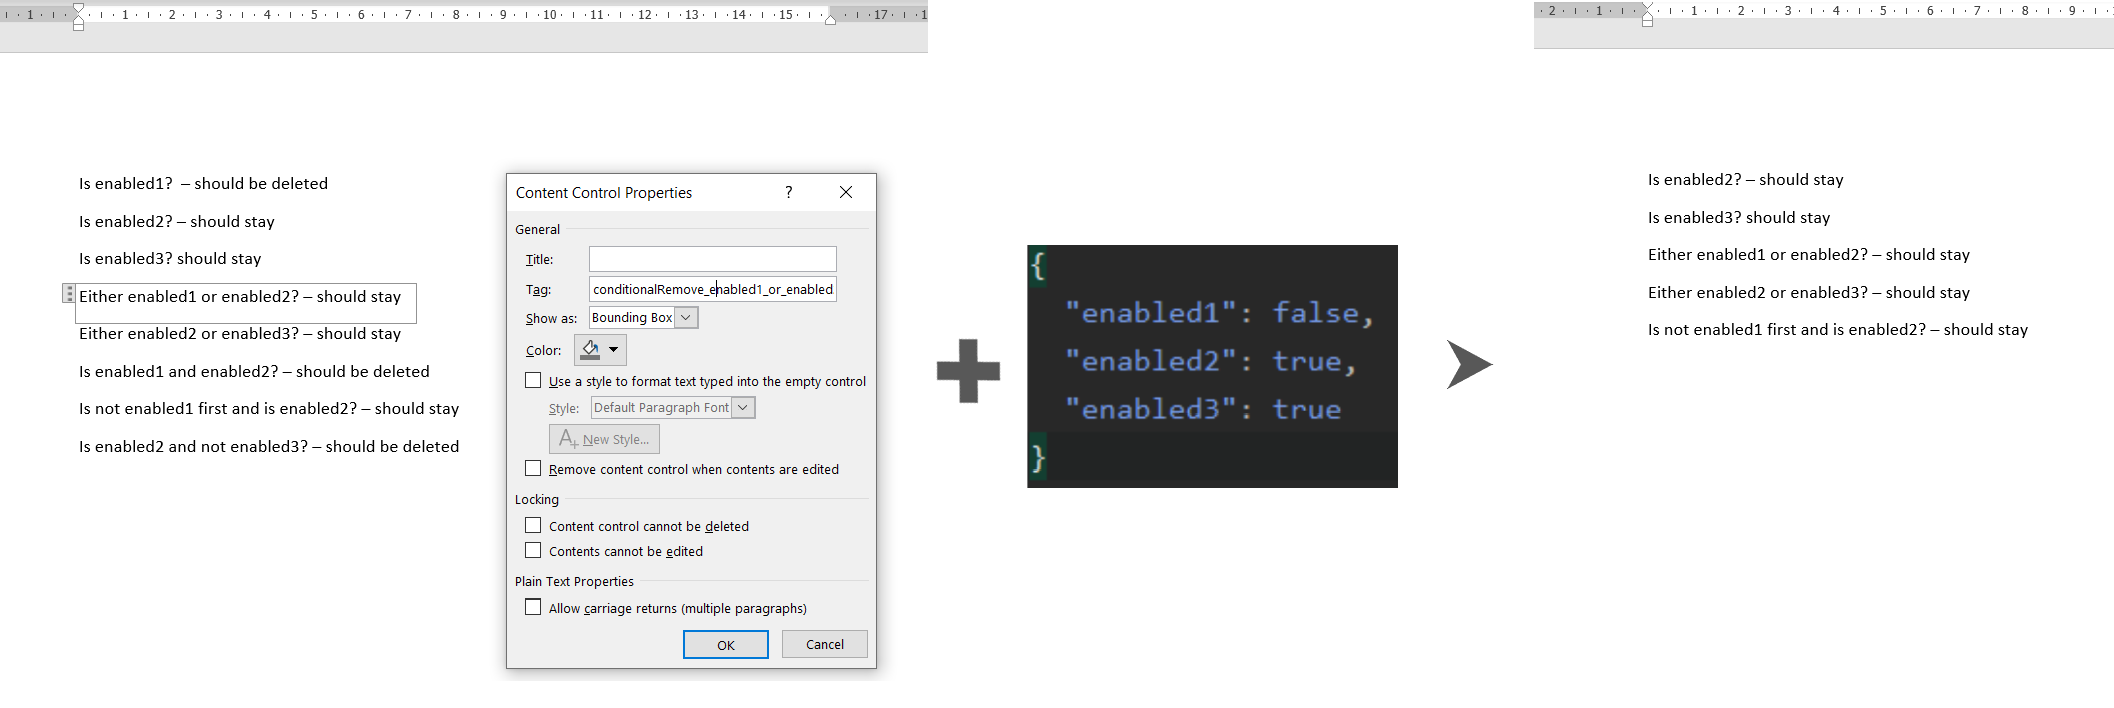 1 1 2 3 4 5 6 7 8 9 10 11 12 13 14 15 17 1
Is enabled1?  – should be deleted
Is enabled2? – should stay
Is enabled3? should stay
Either enabled1 or enabled2? – should stay
Either enabled2 or enabled3? – should stay
Is enabled1 and enabled2? – should be deleted
Is not enabled1 first and is enabled2? – should stay
Is enabled2 and not enabled3? – should be deleted
Content Control Properties ?
General
Title:
Tag: conditionalRemove_enabled1_or_enabled
Show as: Bounding Box
Color:
Use a style to format text typed into the empty control
Style: Default Paragraph Font
A+ New Style...
Remove content control when contents are edited
Locking
Content control cannot be deleted
Contents cannot be edited
Plain Text Properties
Allow carriage returns (multiple paragraphs)
OK Cancel
{
"enabled1": false,
"enabled2": true,
"enabled3": true
}
2 1 1 2 3 4 5 6 7 8 9
Is enabled2? – should stay
Is enabled3? should stay
Either enabled1 or enabled2? – should stay
Either enabled2 or enabled3? – should stay
Is not enabled1 first and is enabled2? – should stay